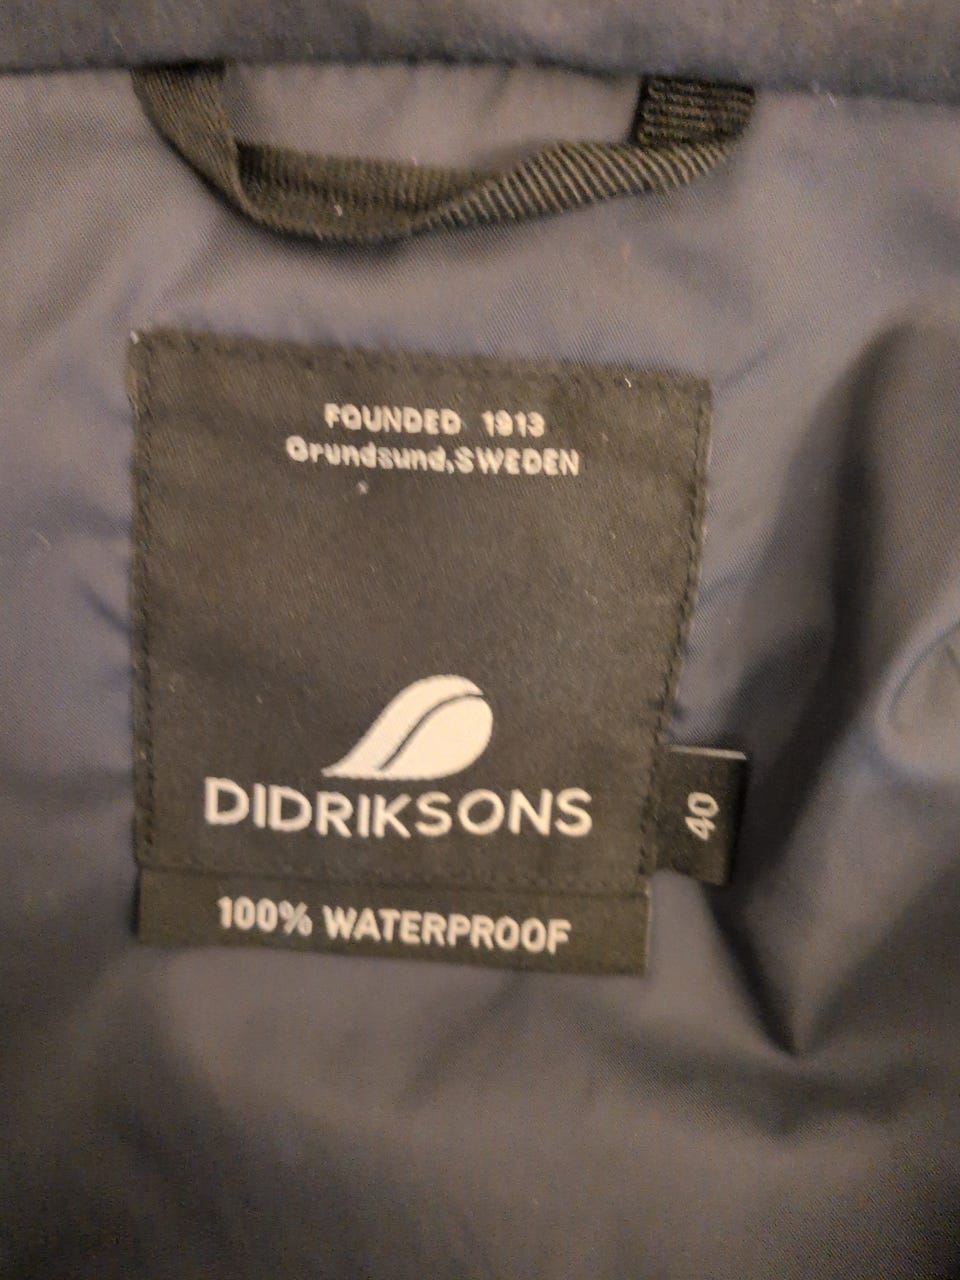 FOUNDED 1913
Grundsund,SWEDEN
DIDRIKSONS
40
100% WATERPROOF